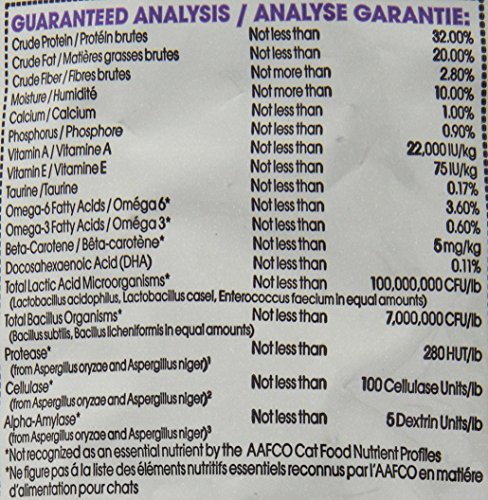 GUARANTEED ANALYSIS / ANALYSE GARANTIE:
Crude Protein / Protéin brutes Not less than 32.00%
Crude Fat / Matières grasses brutes Not less than 20.00%
Crude Fiber / Fibres brutes Not more than 2.80%
Moisture / Humidité Not more than 10.00%
Calcium / Calcium Not less than 1.00%
Phosphorus / Phosphore Not less than 0.90%
Vitamin A / Vitamine A Not less than 22,000 IU/kg
Vitamin E / Vitamine E Not less than 75 IU/kg
Taurine /Taurine Not less than 0.17%
Omega-6 Fatty Acids / Oméga 6* Not less than 3.60%
Omega-3 Fatty Acids / Oméga 3* Not less than 0.60%
Beta-Carotene / Bêta-carotène* Not less than 5 mg/kg
Docosahexaenoic Acid (DHA) Not less than 0.11%
Total Lactic Acid Microorganisms* Not less than 100,000,000 CFU/lb
(Lactobacillus acidophilus, Lactobacillus casei, Enterococcus faecium in equal amounts)
Total Bacillus Organisms* Not less than 7,000,000 CFU/lb
(Bacillus subtilis, Bacillus licheniformis in equal amounts)
Protease* Not less than 280 HUT/lb
(from Aspergillus oryzae and Aspergillus niger)1
Cellulase* Not less than 100 Cellulase Units/lb
(from Aspergillus oryzae and Aspergillus niger)2
Alpha-Amylase* Not less than 5 Dextrin Units/lb
(from Aspergillus oryzae and Aspergillus niger)3
*Not recognized as an essential nutrient by the AAFCO Cat Food Nutrient Profiles
*Ne figure pas á la liste des éléments nutritifs essentiels reconnus par l'AAFCO en matiére
d'alimentation pour chats